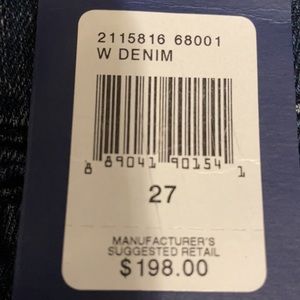 2115816 68001
W DENIM
8 89041 90154 1
27
MANUFACTURER'S
SUGGESTED RETAIL
$198.00